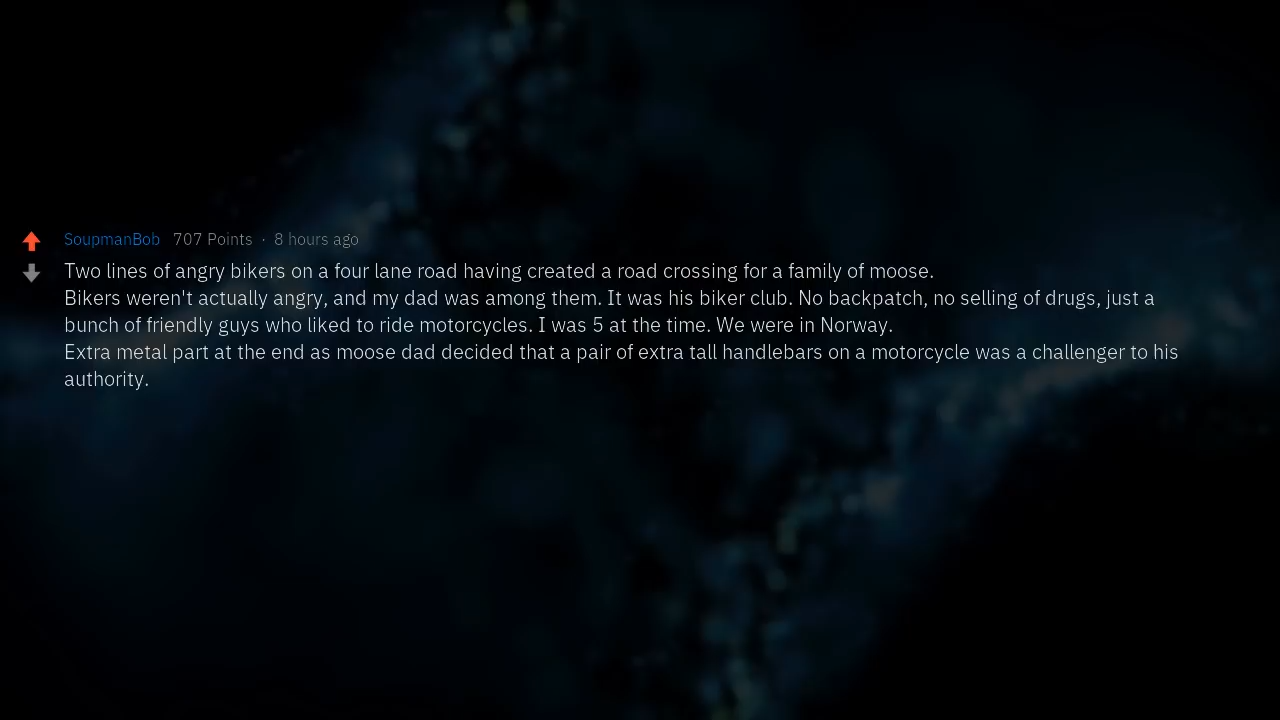 SoupmanBob 707 Points · 8 hours ago
Two lines of angry bikers on a four lane road having created a road crossing for a family of moose.
Bikers weren't actually angry, and my dad was among them. It was his biker club. No backpatch, no selling of drugs, just a
bunch of friendly guys who liked to ride motorcycles. I was 5 at the time. We were in Norway.
Extra metal part at the end as moose dad decided that a pair of extra tall handlebars on a motorcycle was a challenger to his
authority.